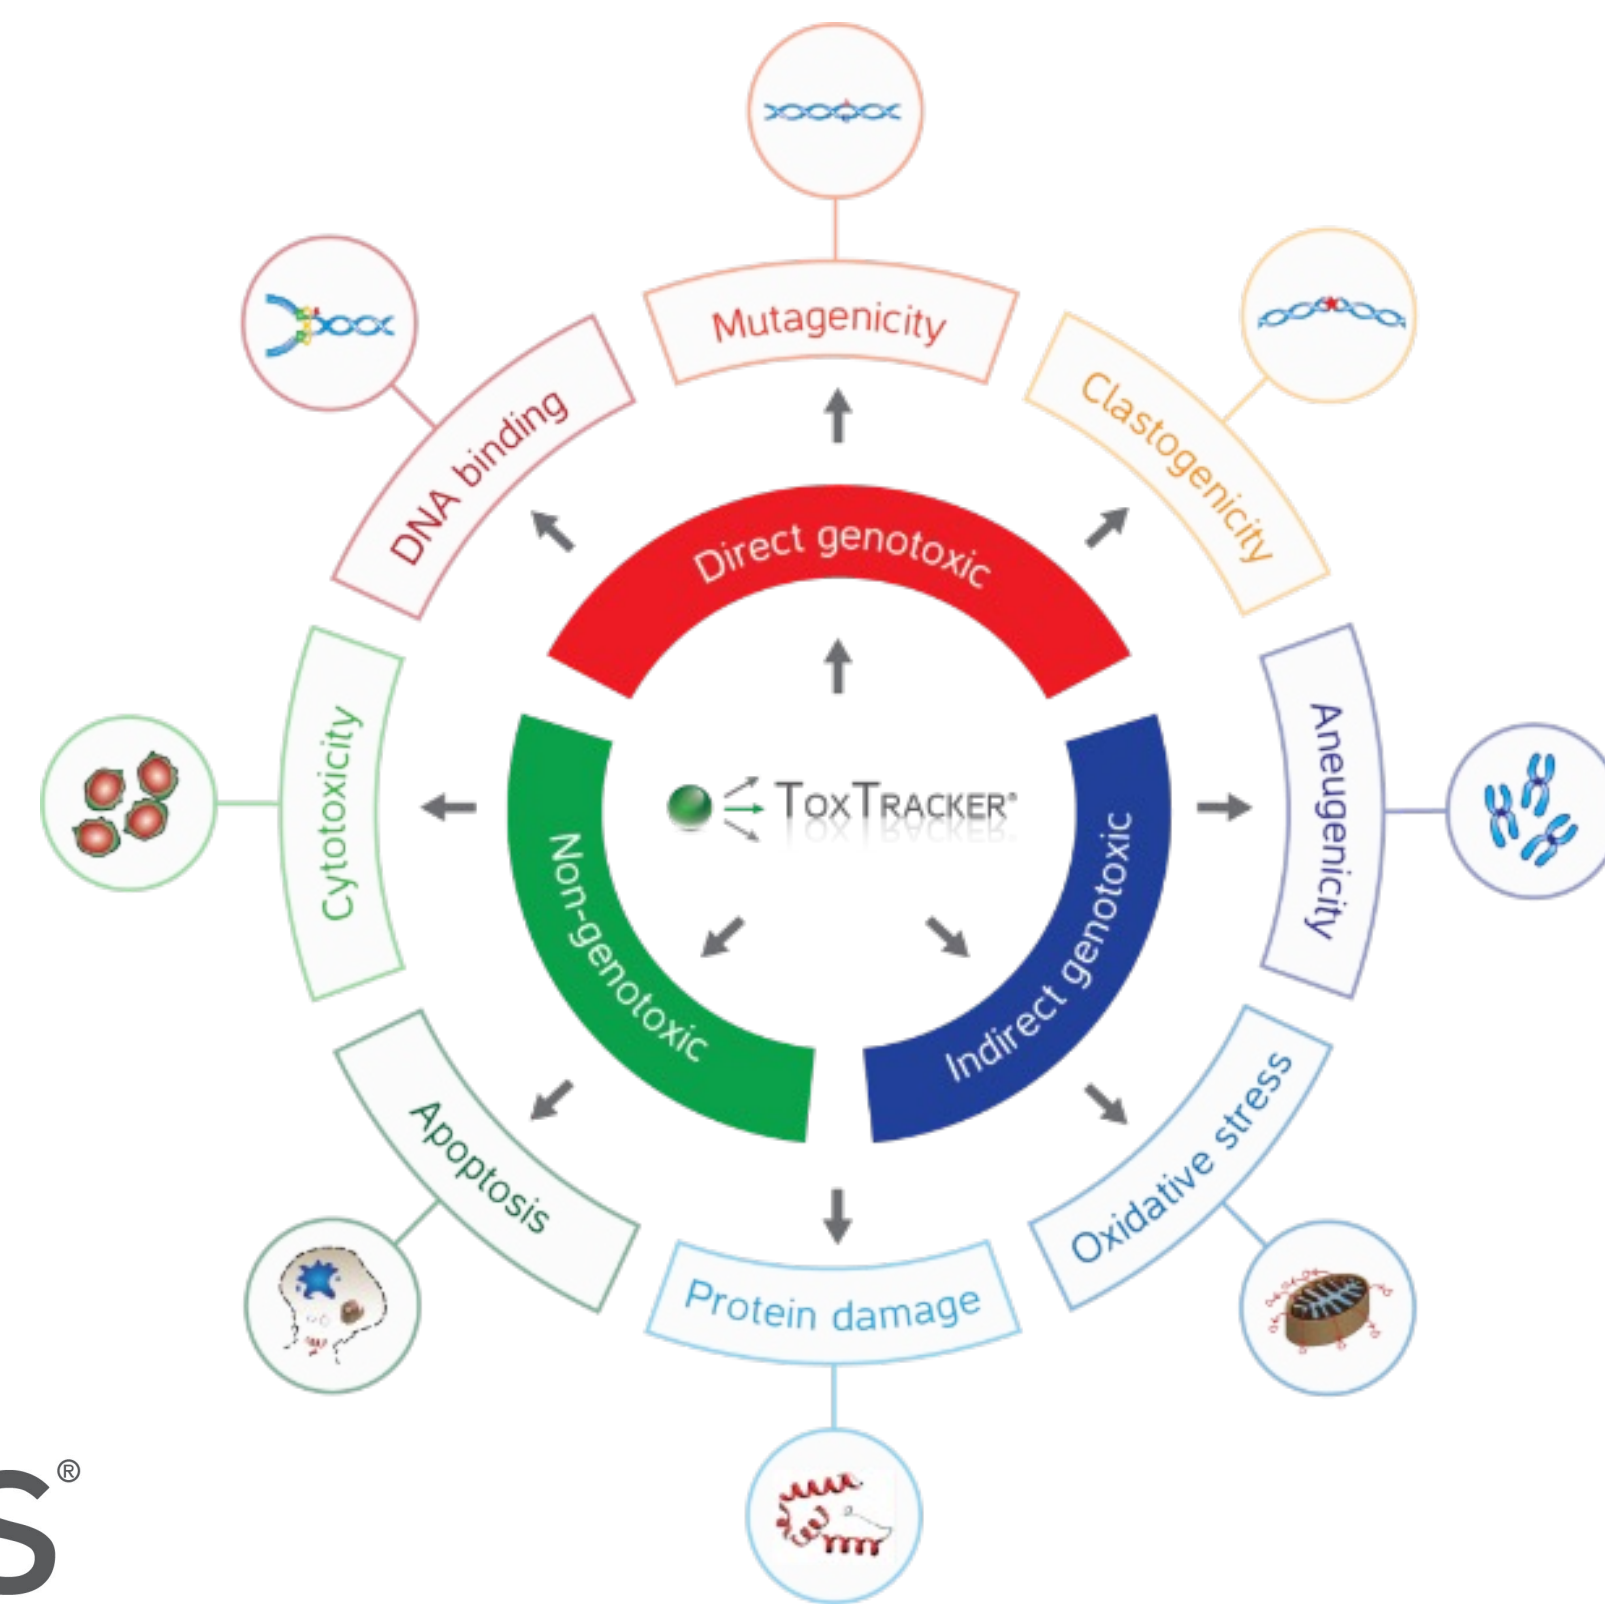 Mutagenicity
Clastogenicity
DNA binding
Direct genotoxic
Aneugenicity
Cytotoxicity
TOXTRACKER®
Non-genotoxic
Indirect genotoxic
Oxidative stress
Apoptosis
Protein damage
S®